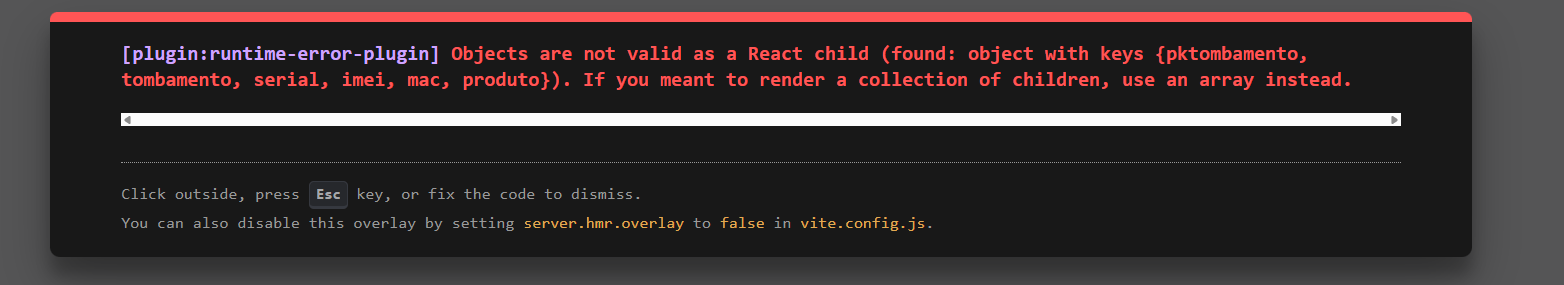 [plugin:runtime-error-plugin] Objects are not valid as a React child (found: object with keys {pktombamento,
tombamento, serial, imei, mac, produto}). If you meant to render a collection of children, use an array instead.
Click outside, press Esc key, or fix the code to dismiss.
You can also disable this overlay by setting server.hmr.overlay to false in vite.config.js.